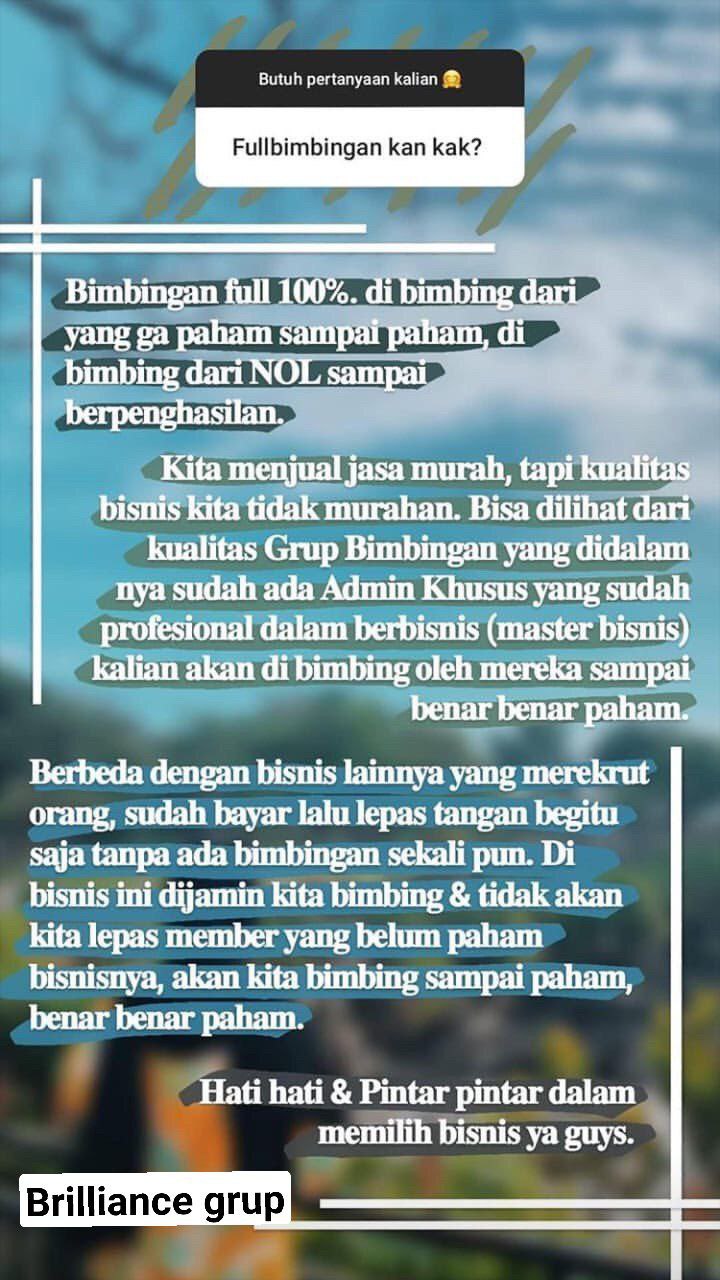 Butuh pertanyaan kalian 🤗
Fullbimbingan kan kak?
Bimbingan full 100%. di bimbing dari
yang ga paham sampai paham, di
bimbing dari NOL sampai
berpenghasilan.
Kita menjual jasa murah, tapi kualitas
bisnis kita tidak murahan. Bisa dilihat dari
kualitas Grup Bimbingan yang didalam
nya sudah ada Admin Khusus yang sudah
profesional dalam berbisnis (master bisnis)
kalian akan di bimbing oleh mereka sampai
benar benar paham.
Berbeda dengan bisnis lainnya yang merekrut
orang, sudah bayar lalu lepas tangan begitu
saja tanpa ada bimbingan sekali pun. Di
bisnis ini dijamin kita bimbing & tidak akan
kita lepas member yang belum paham
bisnisnya, akan kita bimbing sampai paham,
benar benar paham.
Hati hati & Pintar pintar dalam
memilih bisnis ya guys.
Brilliance grup